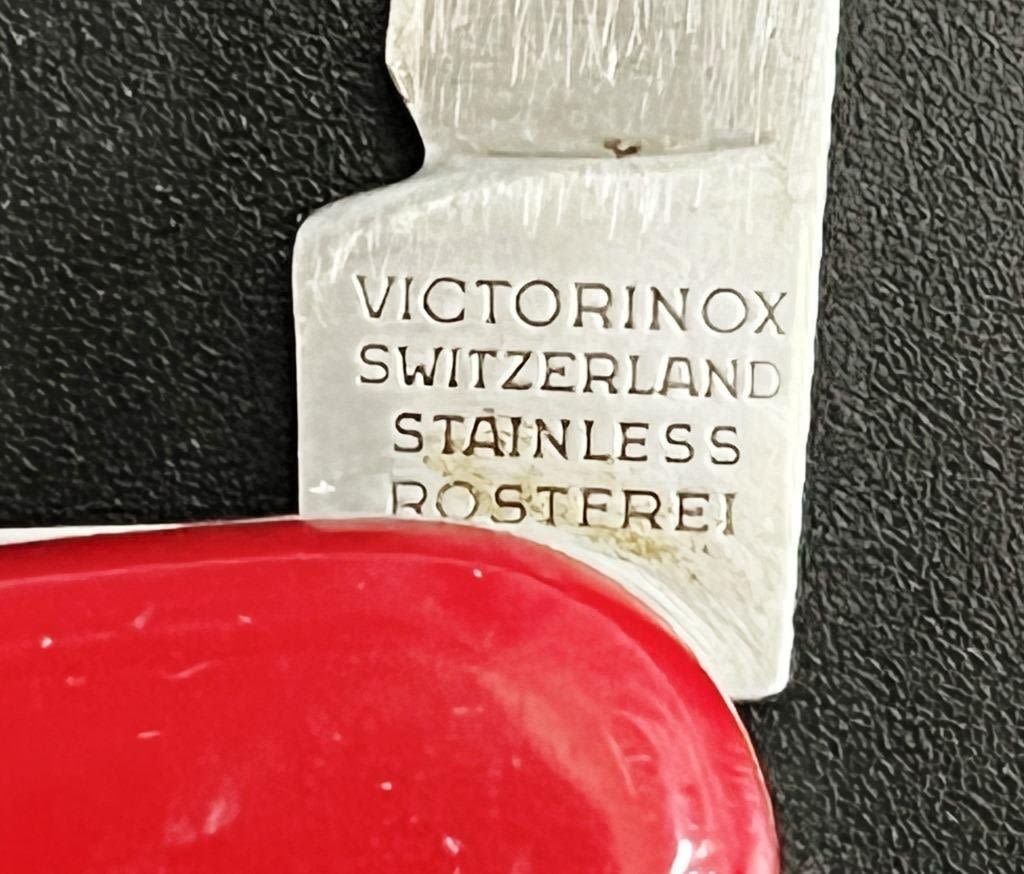 VICTORINOX
SWITZERLAND
STAINLESS
ROSTFREI